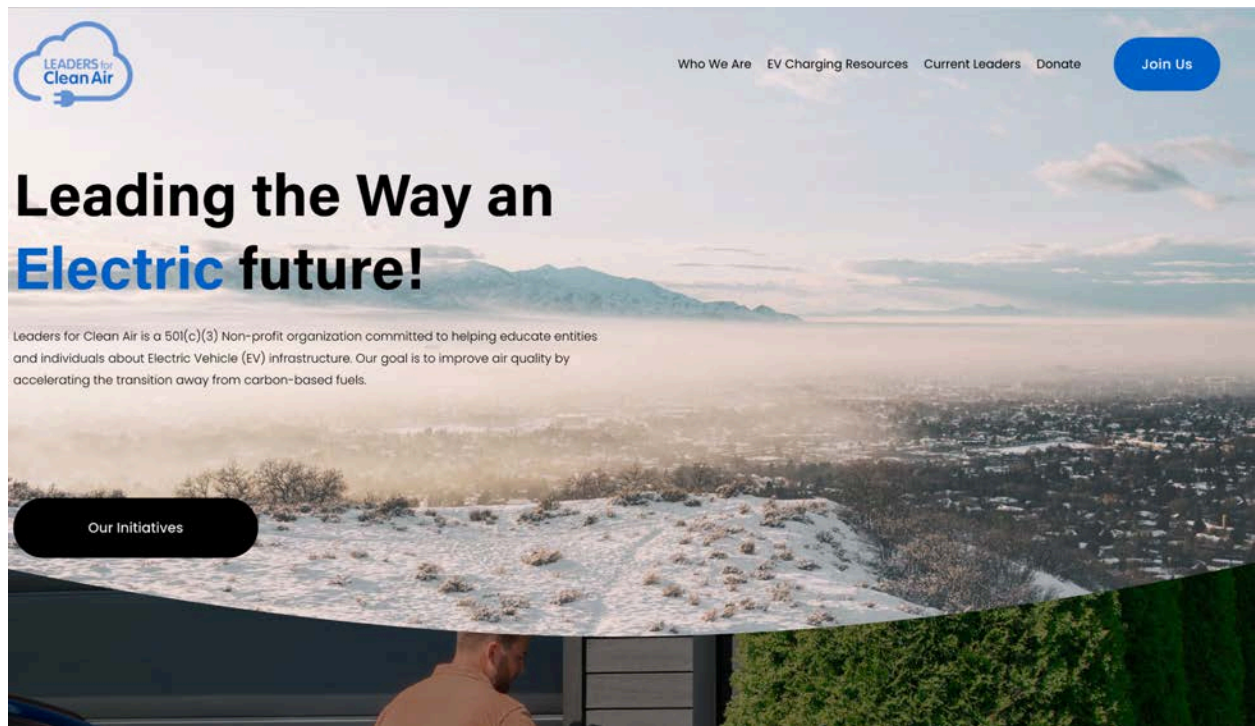 LEADERS for
Clean Air
Who We Are EV Charging Resources Current Leaders Donate Join Us
Leading the Way an
Electric future!
Leaders for Clean Air is a 501(c)(3) Non-profit organization committed to helping educate entities
and individuals about Electric Vehicle (EV) infrastructure. Our goal is to improve air quality by
accelerating the transition away from carbon-based fuels.
Our Initiatives